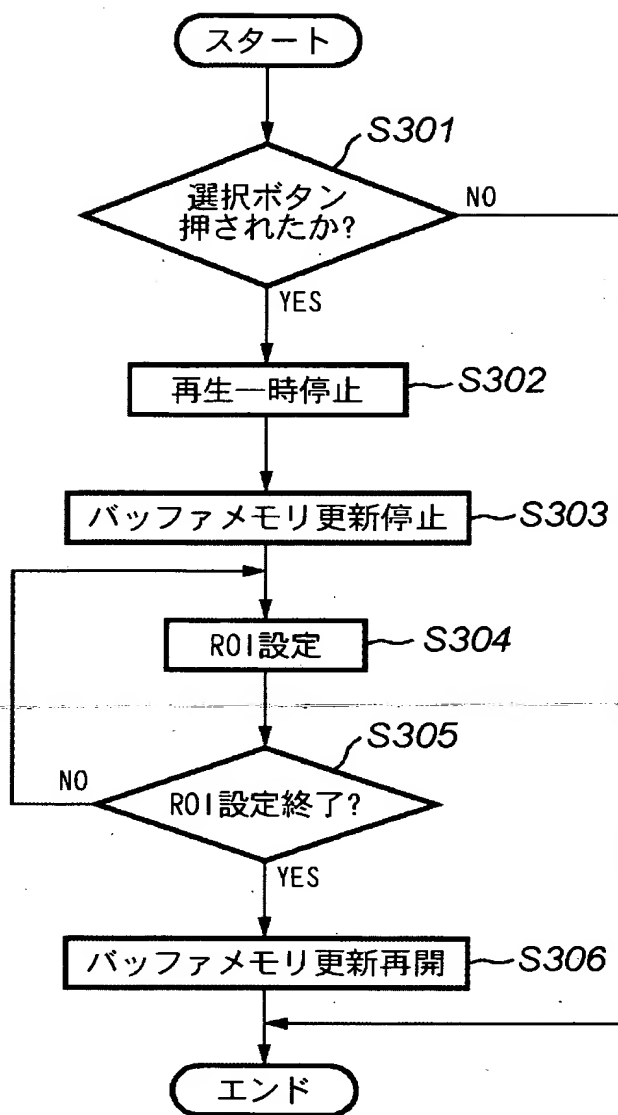 スタート
S301
選択ボタン
押されたか?
NO
YES
再生一時停止
S302
バッファメモリ更新停止
S303
ROI設定
S304
S305
NO
ROI設定終了?
YES
バッファメモリ更新再開
S306
エンド